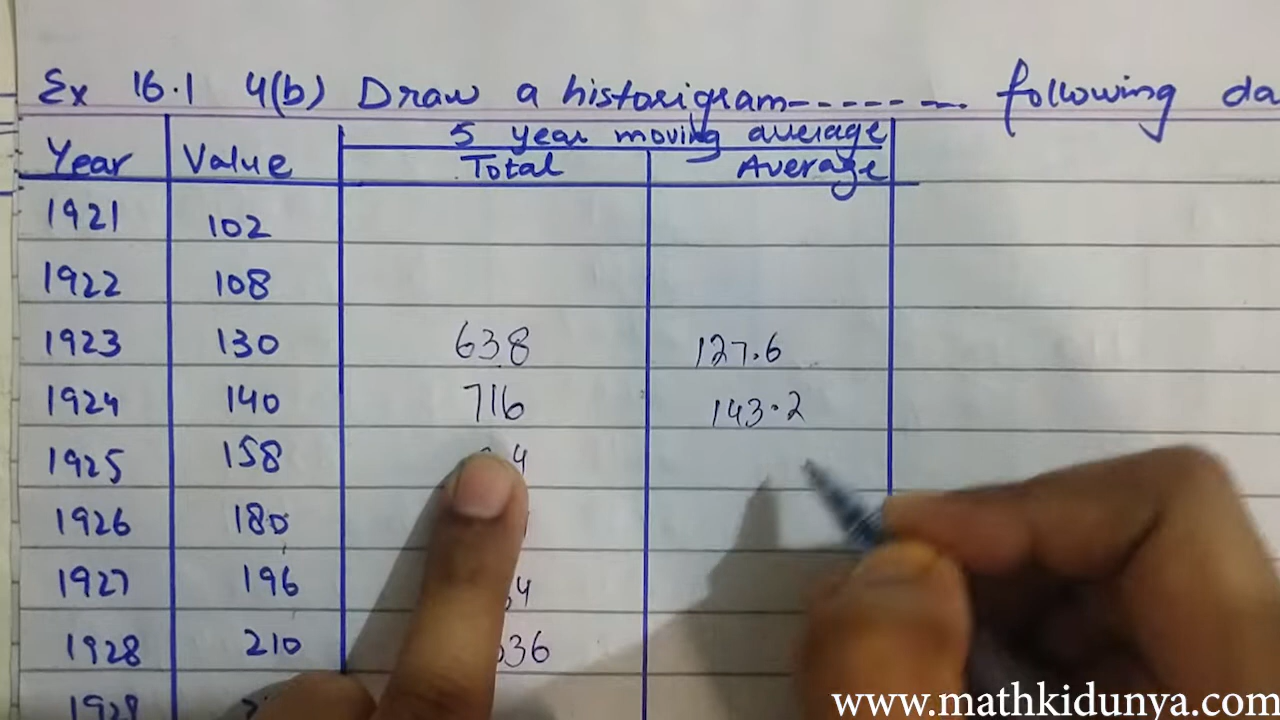 Ex 16.1 4(b) Draw a historigram------- following da
5 year moving average
Year Value Total Average
1921 102
1922 108
1923 130 638 127.6
1924 140 716 143.2
1925 158
1926 180
1927 196
1928 210
1929
www.mathkidunya.com